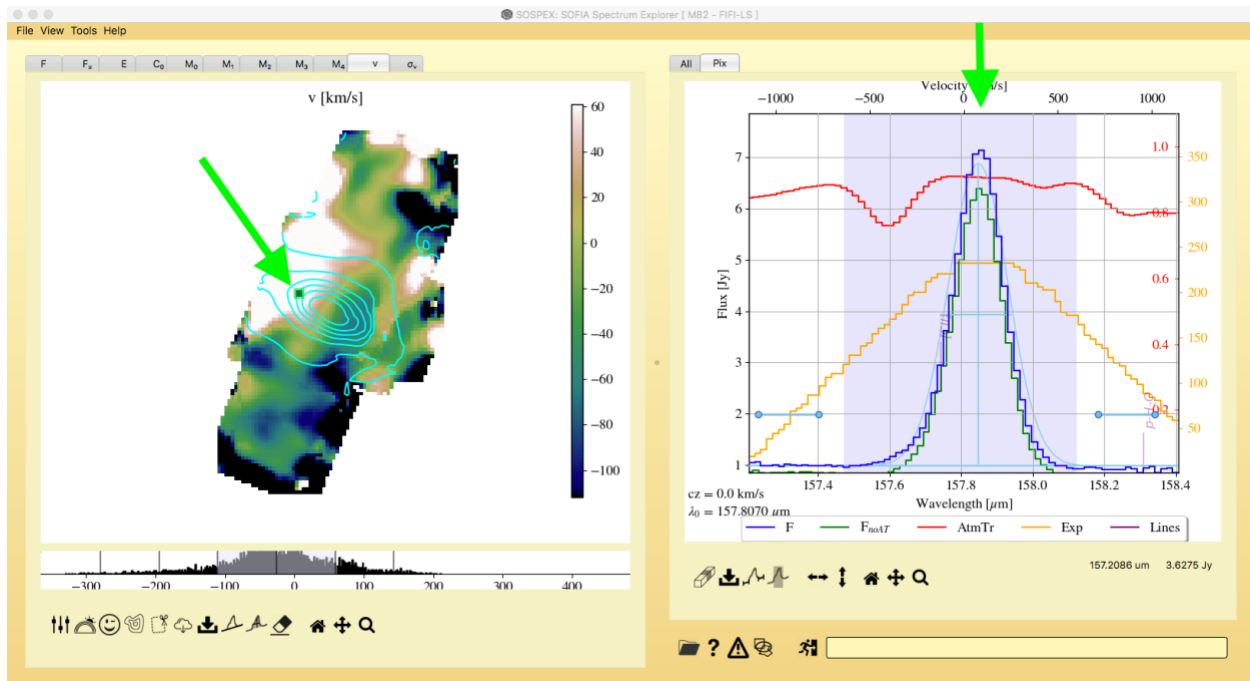 SOSPEX: SOFIA Spectrum Explorer [ M82 - FIFI-LS ]
File View Tools Help
F Fᵤ E C₀ M₀ M₁ M₂ M₃ M₄ v σᵥ
v [km/s]
60
40
20
0
−20
−40
−60
−80
−100
−300 −200 −100 0 100 200 300 400
All Pix
Velocity /s]
−1000 −500 0 500 1000
Flux [Jy]
7
6
5
4
3
2
1
1.0
0.8
0.6
0.4
0.2
350
300
250
200
150
100
50
157.4 157.6 157.8 158.0 158.2 158.4
Wavelength [μm]
cz = 0.0 km/s
λ₀ = 157.8070 μm
F FₙₒAT AtmTr Exp Lines
157.2086 um 3.6275 Jy
?